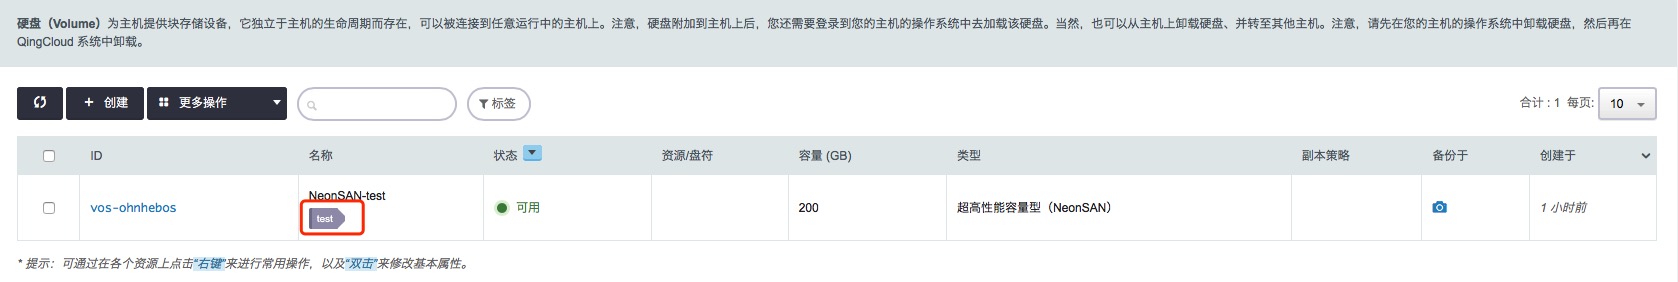 硬盘（Volume）为主机提供块存储设备，它独立于主机的生命周期而存在，可以被连接到任意运行中的主机上。注意，硬盘附加到主机上后，您还需要登录到您的主机的操作系统中去加载该硬盘。当然，也可以从主机上卸载硬盘、并转至其他主机。注意，请先在您的主机的操作系统中卸载硬盘，然后再在
QingCloud 系统中卸载。
+ 创建 更多操作 标签 合计 : 1 每页: 10
ID 名称 状态 资源/盘符 容量 (GB) 类型 副本策略 备份于 创建于
NeonSAN-test
vos-ohnhebos 可用 200 超高性能容量型（NeonSAN） 1 小时前
test
* 提示：可通过在各个资源上点击“右键”来进行常用操作，以及“双击”来修改基本属性。